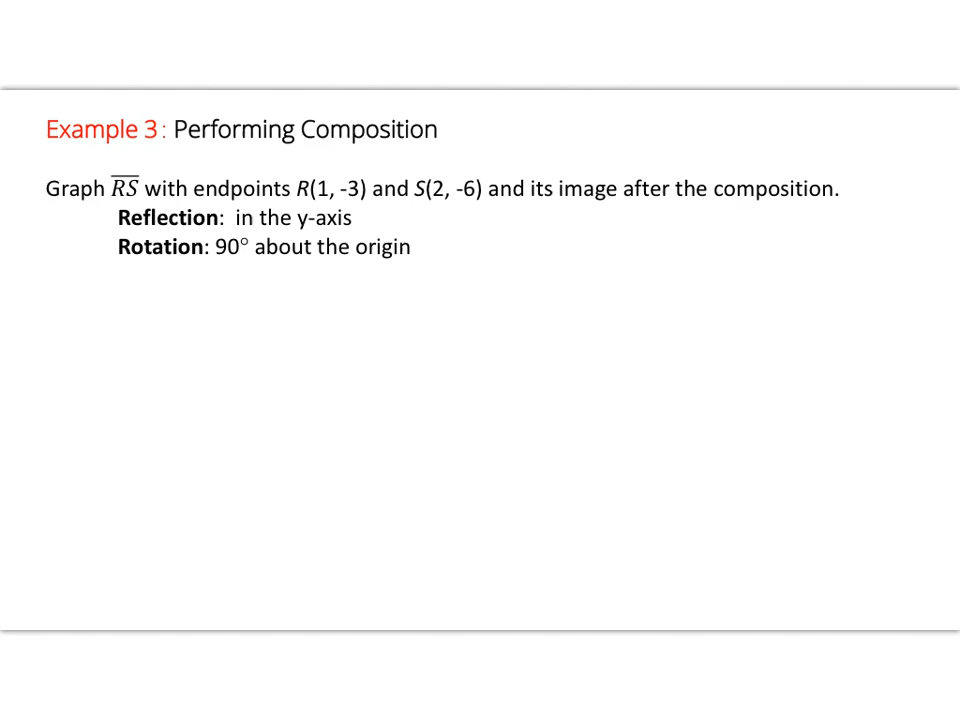 Example 3: Performing Composition
Graph R͞S͞ with endpoints R(1, -3) and S(2, -6) and its image after the composition.
Reflection: in the y-axis
Rotation: 90° about the origin